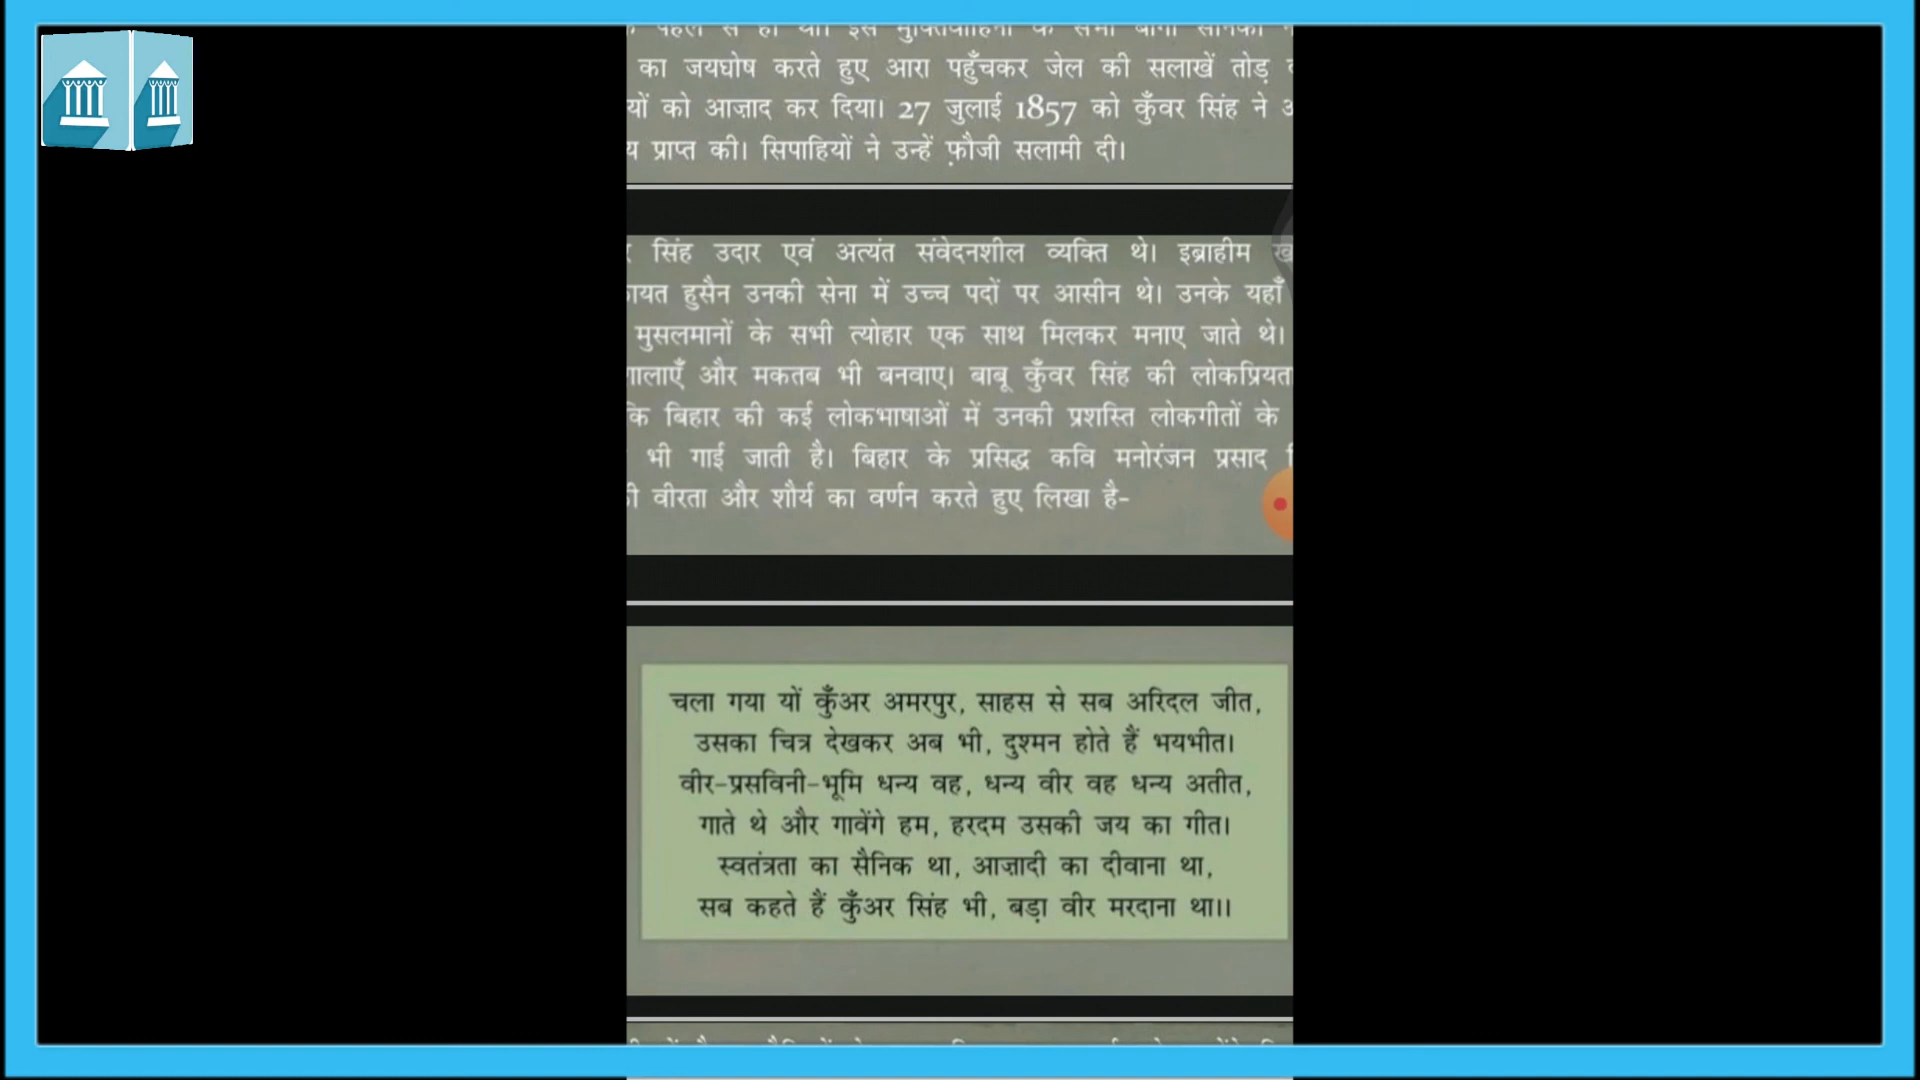 का जयघोष करते हुए आरा पहुँचकर जेल की सलाखें तोड़
को आज़ाद कर दिया। 27 जुलाई 1857 को कुँवर सिंह ने
प्राप्त की। सिपाहियों ने उन्हें फ़ौजी सलामी दी।
सिंह उदार एवं अत्यंत संवेदनशील व्यक्ति थे। इब्राहीम
हुसैन उनकी सेना में उच्च पदों पर आसीन थे। उनके यहाँ
मुसलमानों के सभी त्योहार एक साथ मिलकर मनाए जाते थे।
और मकतब भी बनवाए। बाबू कुँवर सिंह की
कि बिहार की कई लोकभाषाओं में उनकी प्रशस्ति लोकगीतों के
भी गाई जाती है। बिहार के प्रसिद्ध कवि मनोरंजन प्रसाद
वीरता और शौर्य का वर्णन करते हुए लिखा है-
चला गया यों कुँअर अमरपुर, साहस से सब अरिदल जीत,
उसका चित्र देखकर अब भी, दुश्मन होते हैं भयभीत।
वीर-प्रसविनी-भूमि धन्य वह, धन्य वीर वह धन्य अतीत,
गाते थे और गावेंगे हम, हरदम उसकी जय का गीत।
स्वतंत्रता का सैनिक था, आज़ादी का दीवाना था,
सब कहते हैं कुँअर सिंह भी, बड़ा वीर मरदाना था।।